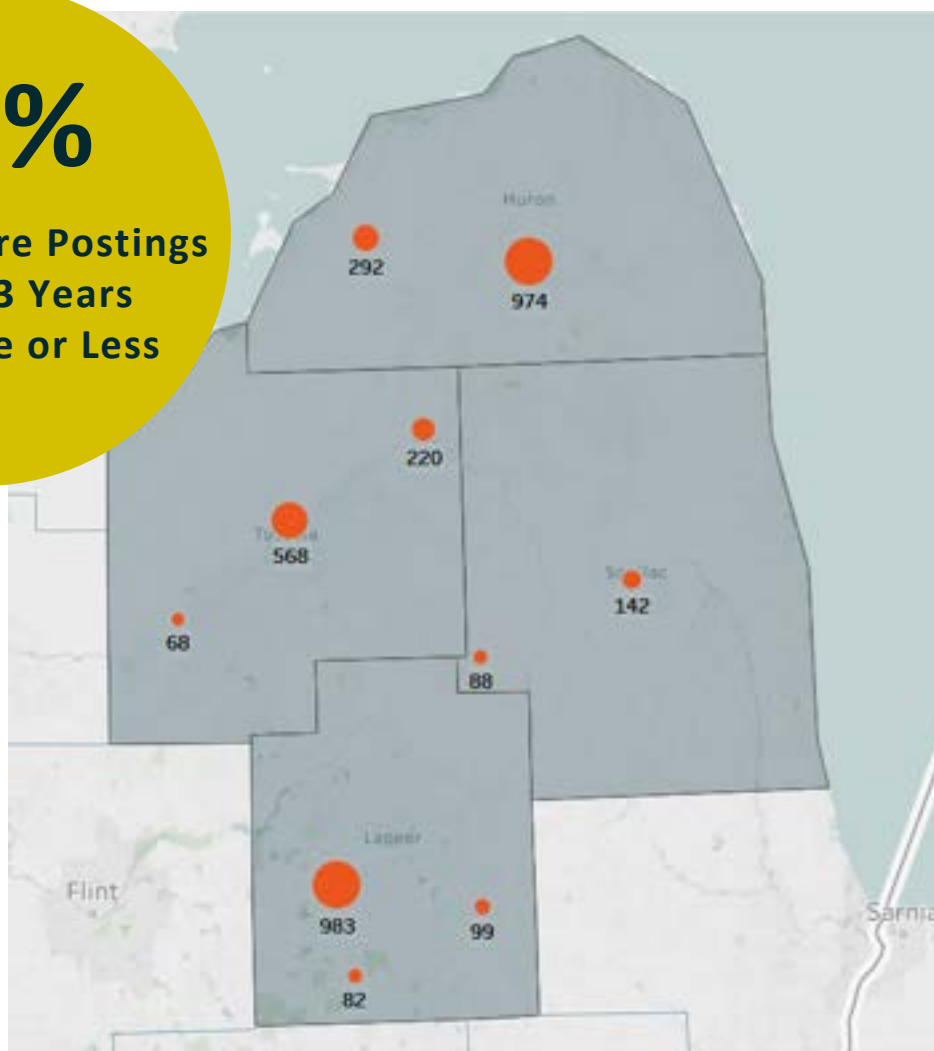 %
re Postings
3 Years
e or Less
Huron
292
974
220
568
68
142
88
Lapeer
983
99
82
Flint
Sarnia